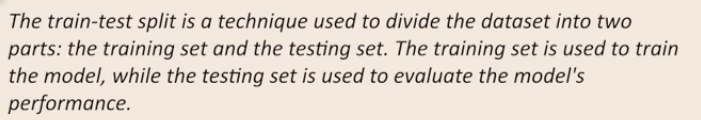 The train-test split is a technique used to divide the dataset into two
parts: the training set and the testing set. The training set is used to train
the model, while the testing set is used to evaluate the model's
performance.